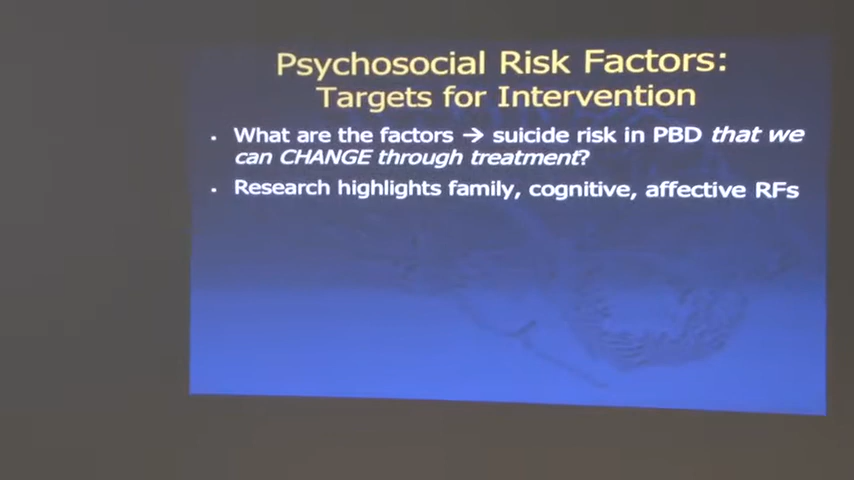 Psychosocial Risk Factors:
Targets for Intervention
• What are the factors → suicide risk in PBD that we
can CHANGE through treatment?
• Research highlights family, cognitive, affective RFs